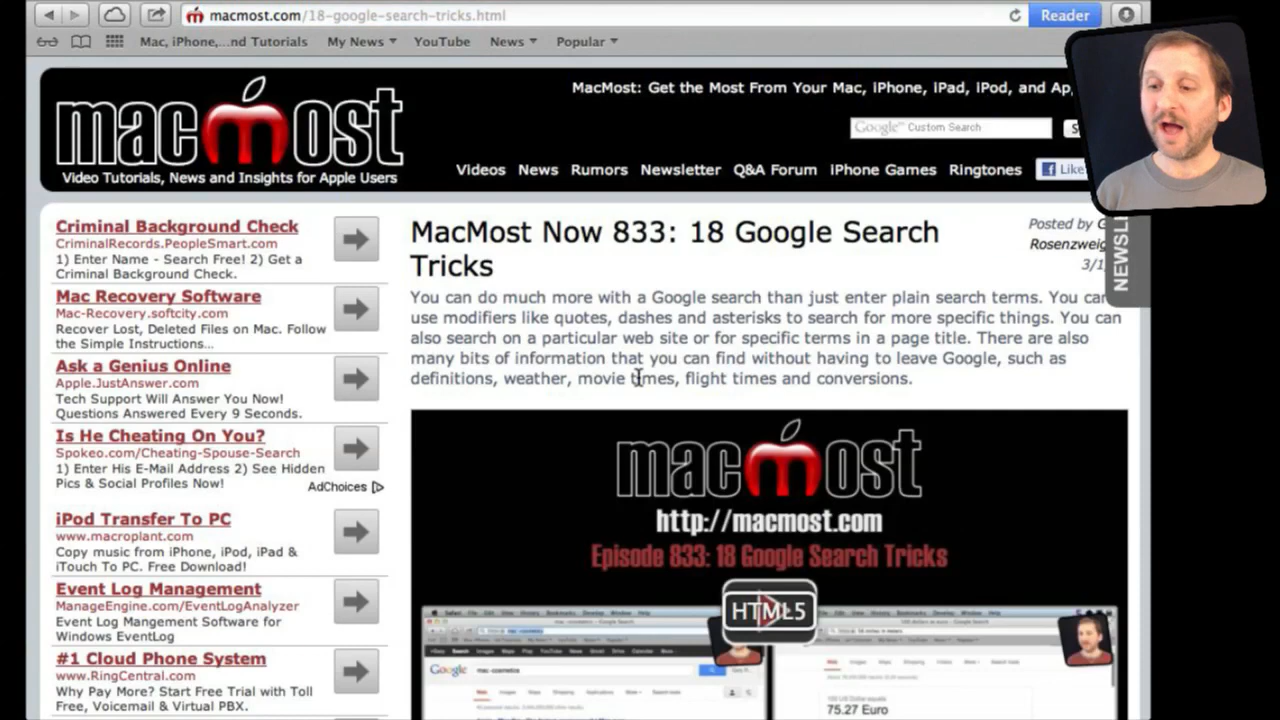 macmost.com/18-google-search-tricks.html
Reader
Mac, iPhone,...nd Tutorials My News YouTube News Popular
macmost
Video Tutorials, News and Insights for Apple Users
MacMost: Get the Most From Your Mac, iPhone, iPad, iPod, and Ap
Google™ Custom Search
Videos News Rumors Newsletter Q&A Forum iPhone Games Ringtones Like
Criminal Background Check
CriminalRecords.PeopleSmart.com
1) Enter Name - Search Free! 2) Get a
Criminal Background Check.
Mac Recovery Software
Mac-Recovery.softcity.com
Recover Lost, Deleted Files on Mac. Follow
the Simple Instructions...
Ask a Genius Online
Apple.JustAnswer.com
Tech Support Will Answer You Now!
Questions Answered Every 9 Seconds.
Is He Cheating On You?
Spokeo.com/Cheating-Spouse-Search
1) Enter His E-Mail Address 2) See Hidden
Pics & Social Profiles Now!
AdChoices
iPod Transfer To PC
www.macroplant.com
Copy music from iPhone, iPod, iPad &
iTouch To PC. Free Download!
Event Log Management
ManageEngine.com/EventLogAnalyzer
Event Log Mangement Software for
Windows EventLog
#1 Cloud Phone System
www.RingCentral.com
Why Pay More? Start Free Trial with Toll
Free, Voicemail & Virtual PBX.
MacMost Now 833: 18 Google Search
Tricks
Posted by G
Rosenzweig
3/1
NEWSL
You can do much more with a Google search than just enter plain search terms. You can
use modifiers like quotes, dashes and asterisks to search for more specific things. You can
also search on a particular web site or for specific terms in a page title. There are also
many bits of information that you can find without having to leave Google, such as
definitions, weather, movie times, flight times and conversions.
macmost
http://macmost.com
Episode 833: 18 Google Search Tricks
HTML5
Google
mac -cosmetics
75.27 Euro